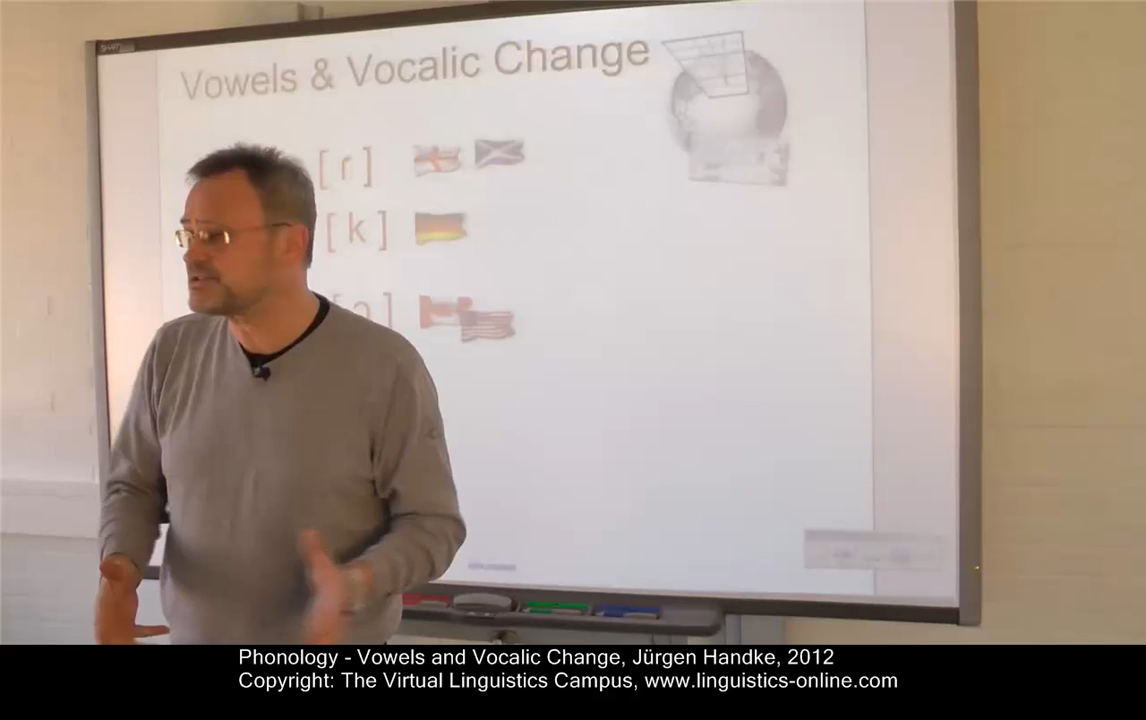 Vowels & Vocalic Change
[ r ]
[ k ]
Phonology - Vowels and Vocalic Change, Jürgen Handke, 2012
Copyright: The Virtual Linguistics Campus, www.linguistics-online.com